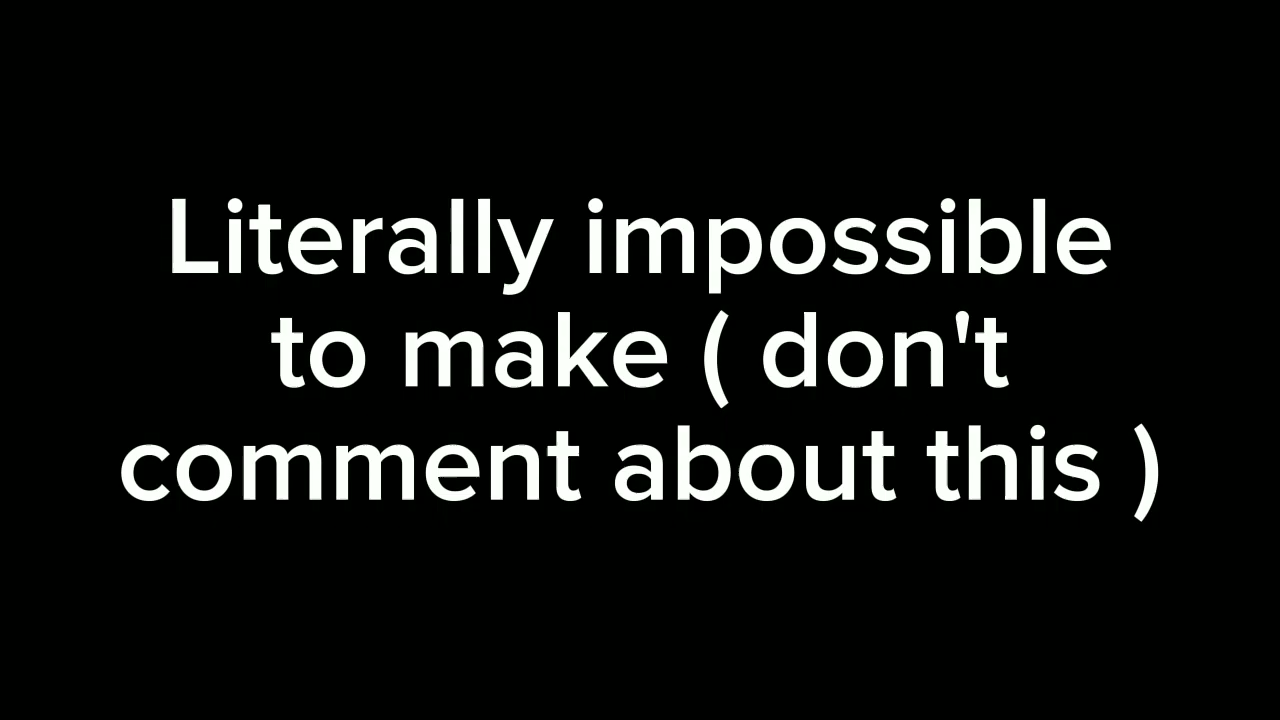 Literally impossible
to make ( don't
comment about this )